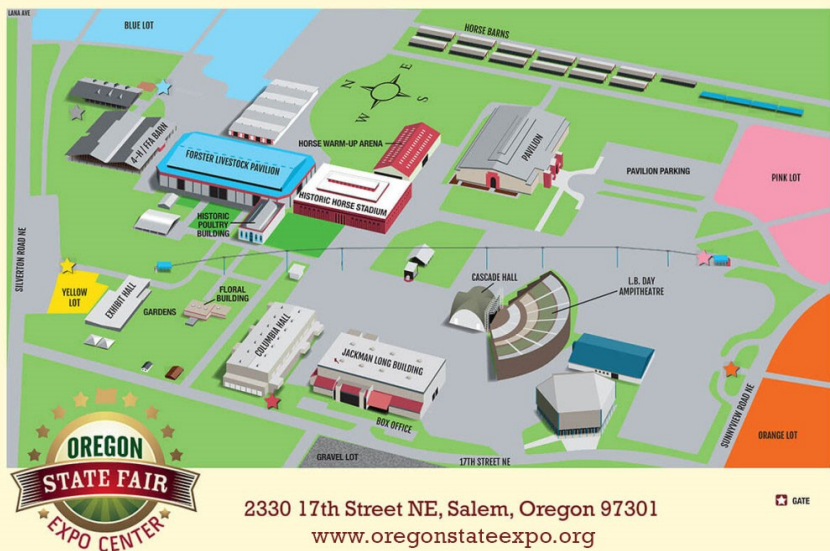 LANA AVE
BLUE LOT
HORSE BARNS
N
E
W
S
4-H / FFA BARN
FORSTER LIVESTOCK PAVILION
HORSE WARM-UP ARENA
PAVILION
PAVILION PARKING
PINK LOT
HISTORIC HORSE STADIUM
HISTORIC
POULTRY
BUILDING
SILVERTON ROAD NE
YELLOW
LOT
EXHIBIT HALL
GARDENS
FLORAL
BUILDING
CASCADE HALL
L.B. DAY
AMPITHEATRE
COLUMBIA HALL
JACKMAN LONG BUILDING
BOX OFFICE
GRAVEL LOT
17TH STREET NE
SUNNYVIEW ROAD NE
ORANGE LOT
OREGON
STATE FAIR
EXPO CENTER
2330 17th Street NE, Salem, Oregon 97301
www.oregonstateexpo.org
GATE